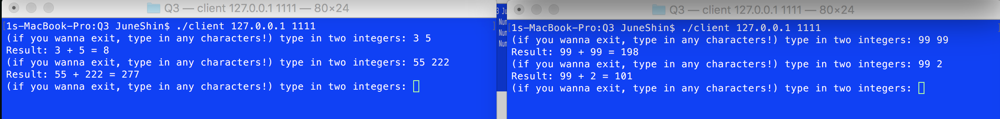 Q3 — client 127.0.0.1 1111 — 80×24
1s-MacBook-Pro:Q3 JuneShin$ ./client 127.0.0.1 1111
(if you wanna exit, type in any characters!) type in two integers: 3 5
Result: 3 + 5 = 8
(if you wanna exit, type in any characters!) type in two integers: 55 222
Result: 55 + 222 = 277
(if you wanna exit, type in any characters!) type in two integers:
3 Ju
Num
Num
Num
Q3 — client 127.0.0.1 1111 — 80×24
1s-MacBook-Pro:Q3 JuneShin$ ./client 127.0.0.1 1111
(if you wanna exit, type in any characters!) type in two integers: 99 99
Result: 99 + 99 = 198
(if you wanna exit, type in any characters!) type in two integers: 99 2
Result: 99 + 2 = 101
(if you wanna exit, type in any characters!) type in two integers: